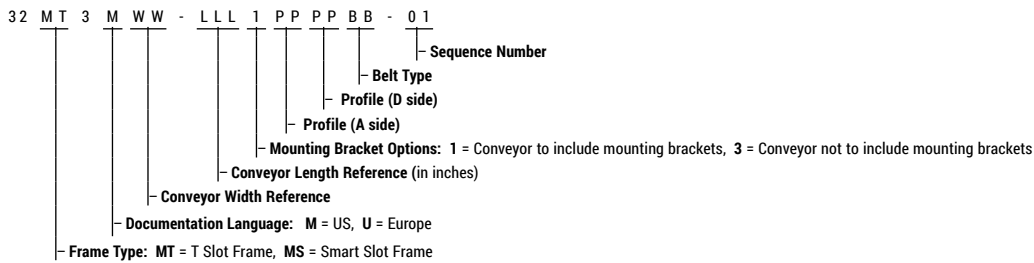 32 MT 3 M WW - LLL 1 PP PP BB - 01
Sequence Number
Belt Type
Profile (D side)
Profile (A side)
Mounting Bracket Options: 1 = Conveyor to include mounting brackets, 3 = Conveyor not to include mounting brackets
Conveyor Length Reference (in inches)
Conveyor Width Reference
Documentation Language: M = US, U = Europe
Frame Type: MT = T Slot Frame, MS = Smart Slot Frame